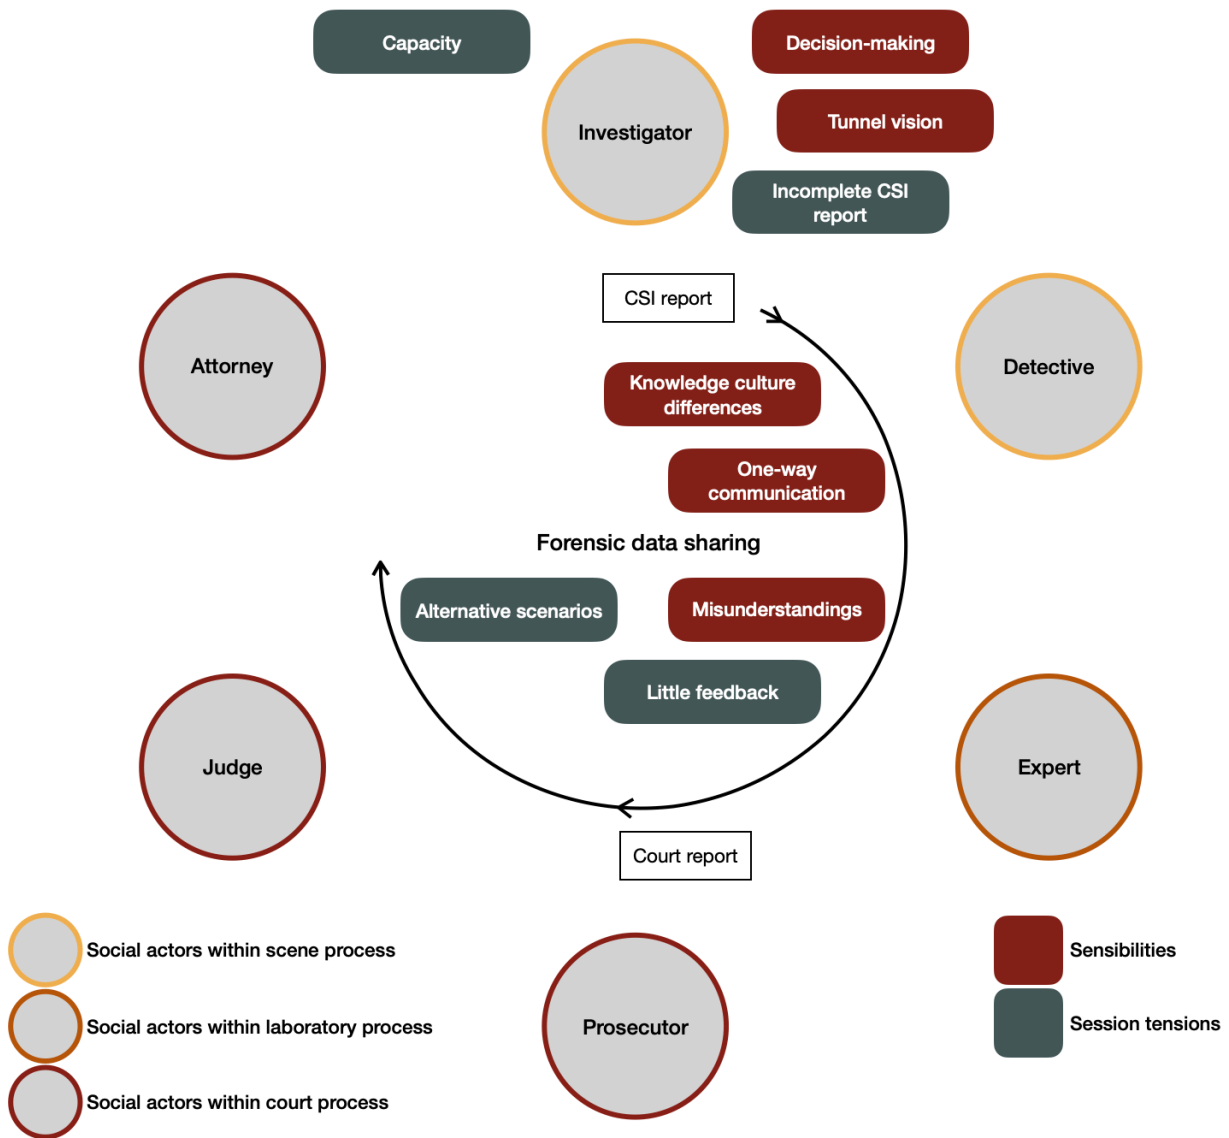 Capacity
Decision-making
Investigator
Tunnel vision
Incomplete CSI
report
CSI report
Attorney
Detective
Knowledge culture
differences
One-way
communication
Forensic data sharing
Alternative scenarios
Misunderstandings
Little feedback
Judge
Expert
Court report
Social actors within scene process
Sensibilities
Social actors within laboratory process
Session tensions
Prosecutor
Social actors within court process